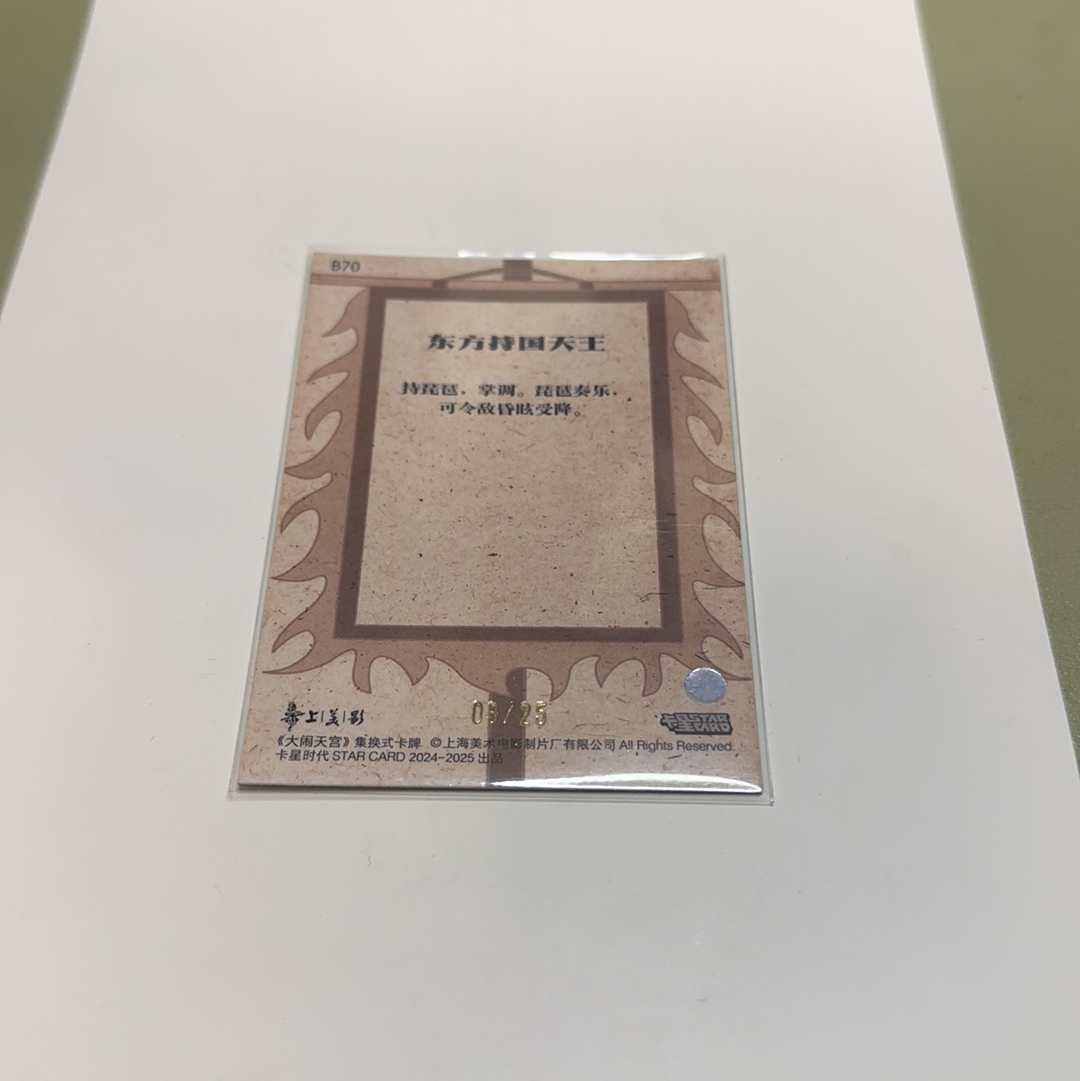 B70
东方持国天王
持琵琶，掌调。琵琶奏乐，
可令敌昏眩受降。
上美影
《大闹天宫》集换式卡牌 ©上海美术电影制片厂有限公司 All Rights Reserved.
卡星时代 STAR CARD 2024-2025 出品